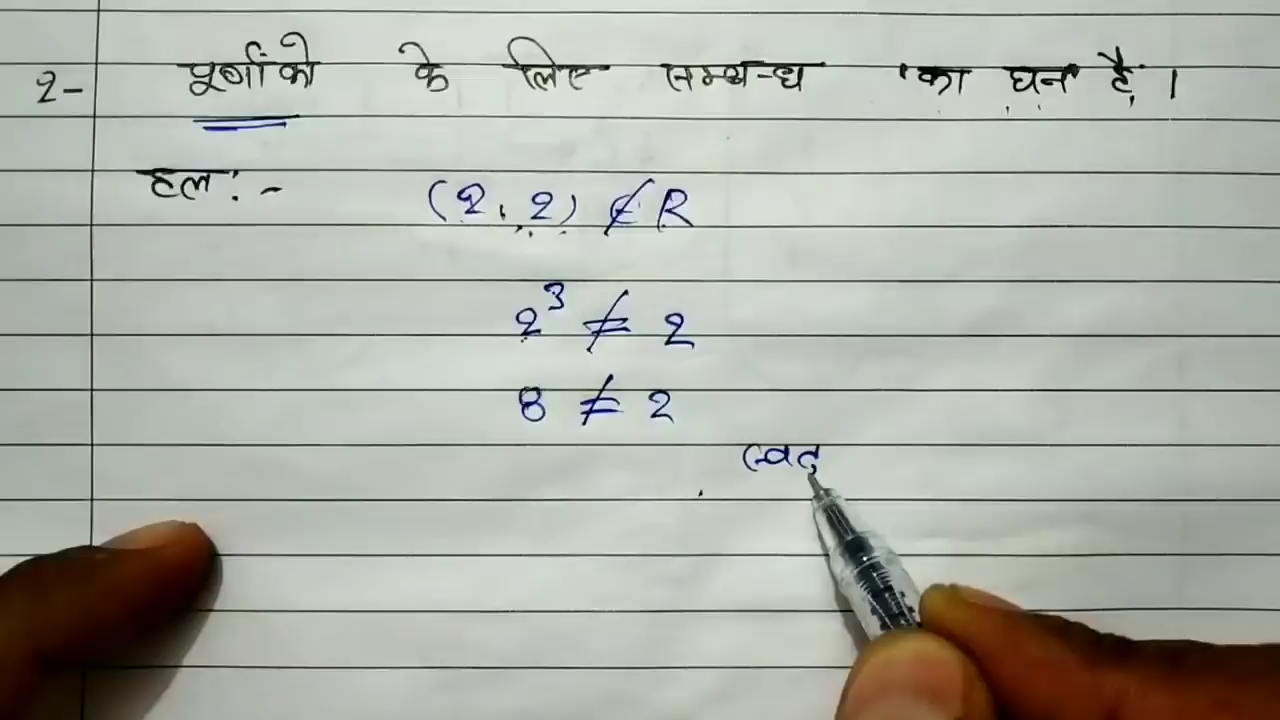 2- पूर्णांको के लिए सम्बन्ध 'का घन' है ।
हल:-
(2, 2) ∉ R
2³ ≠ 2
8 ≠ 2
स्वतु